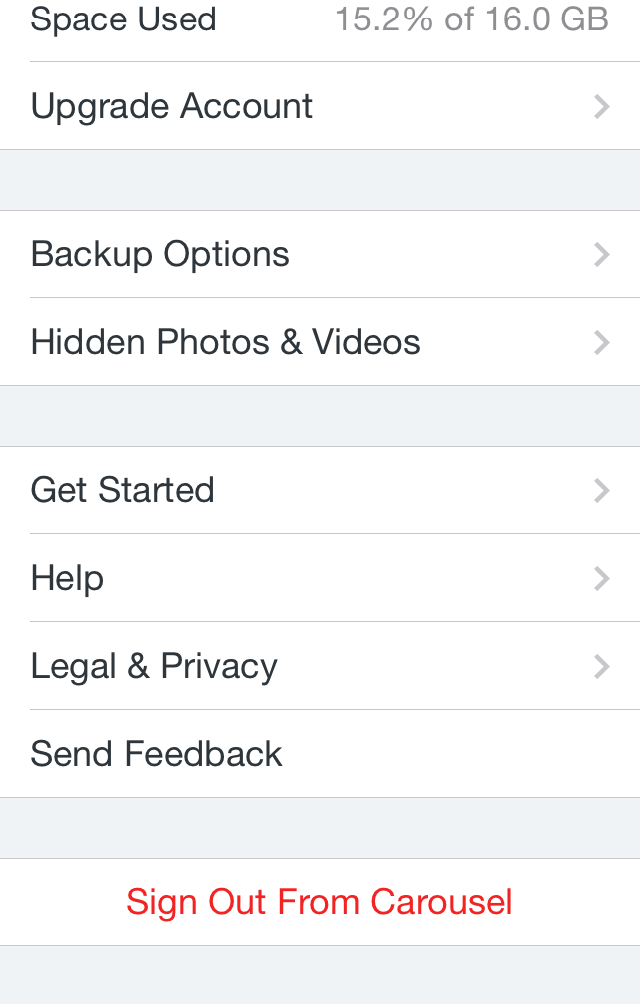 Space Used 15.2% of 16.0 GB
Upgrade Account
Backup Options
Hidden Photos & Videos
Get Started
Help
Legal & Privacy
Send Feedback
Sign Out From Carousel